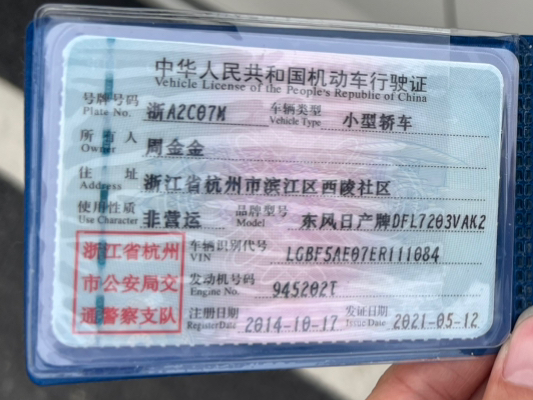 中华人民共和国机动车行驶证
Vehicle License of the People's Republic of China
号牌号码 Plate No. 浙A2C07M 车辆类型 Vehicle Type 小型轿车
所有人 Owner 周金金
住址 Address 浙江省杭州市滨江区西陵社区
使用性质 Use Character 非营运 品牌型号 Model 东风日产牌DFL7203VAK2
浙江省杭州 车辆识别代号 VIN LGBF5AE07ER111084
市公安局交 发动机号码 Engine No. 945202T
通警察支队 注册日期 RegisterDate 2014-10-17 发证日期 Issue Date 2021-05-12